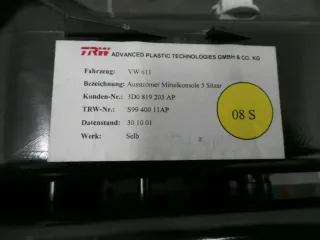 TRW ADVANCED PLASTIC TECHNOLOGIES GMBH & CO. KG
Fahrzeug: VW 611
Bezeichnung: Ausströmer Mittelkonsole 5 Sitzer
Kunden-Nr.: 3D0 819 203 AP
TRW-Nr.: S99 400 11AP
Datenstand: 30.10.01
Werk: Selb
08 S